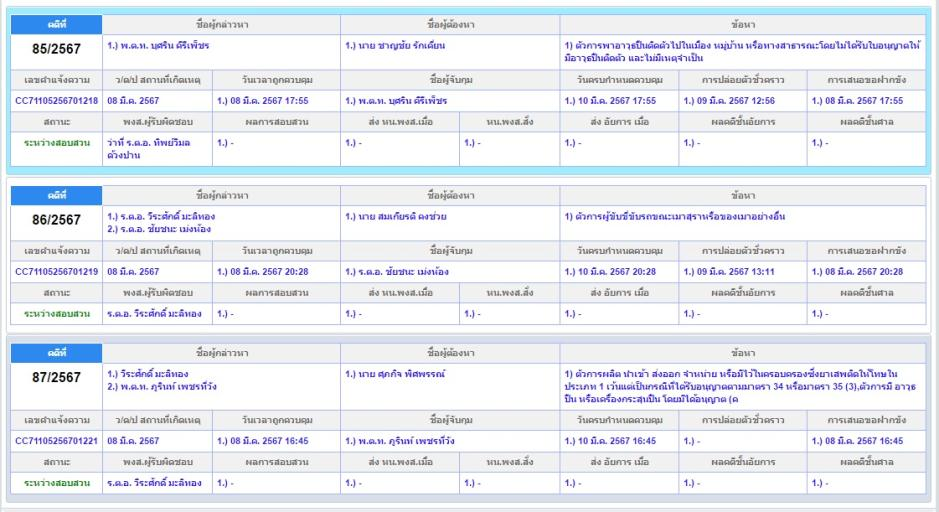 คดีที่ ชื่อผู้กล่าวหา ชื่อผู้ต้องหา ข้อหา
85/2567 1.) พ.ต.ท. บุศริน คีรีเพ็ชร 1.) นาย ชาญชัย รักเดี่ยน 1) ตัวการพาอาวุธปืนติดตัวไปในเมือง หมู่บ้าน หรือทางสาธารณะโดยไม่ได้รับใบอนุญาตให้
มีอาวุธปืนติดตัว และไม่มีเหตุจำเป็น
เลขคำแจ้งความ ว/ด/ป สถานที่เกิดเหตุ วันเวลาถูกควบคุม ชื่อผู้จับกุม วันครบกำหนดควบคุม การปล่อยตัวชั่วคราว การเสนอขอฝากขัง
CC71105256701218 08 มี.ค. 2567 1.) 08 มี.ค. 2567 17:55 1.) พ.ต.ท. บุศริน คีรีเพ็ชร 1.) 10 มี.ค. 2567 17:55 1.) 09 มี.ค. 2567 12:56 1.) 08 มี.ค. 2567 17:55
สถานะ พงส.ผู้รับผิดชอบ ผลการสอบสวน ส่ง หน.พงส.เมื่อ หน.พงส.สั่ง ส่ง อัยการ เมื่อ ผลคดีชั้นอัยการ ผลคดีชั้นศาล
ระหว่างสอบสวน ว่าที่ ร.ต.อ. ทิพย์วิมล 1.) - 1.) - 1.) - 1.) - 1.) - 1.) -
ด้วงปาน
คดีที่ ชื่อผู้กล่าวหา ชื่อผู้ต้องหา ข้อหา
86/2567 1.) ร.ต.อ. วีระศักดิ์ มะลิทอง 1.) นาย สมเกียรติ คงช่วย 1) ตัวการผู้ขับขี่ขับรถขณะเมาสุราหรือของเมาอย่างอื่น
2.) ร.ต.อ. ชัยชนะ เม่งห้อง
เลขคำแจ้งความ ว/ด/ป สถานที่เกิดเหตุ วันเวลาถูกควบคุม ชื่อผู้จับกุม วันครบกำหนดควบคุม การปล่อยตัวชั่วคราว การเสนอขอฝากขัง
CC71105256701219 08 มี.ค. 2567 1.) 08 มี.ค. 2567 20:28 1.) ร.ต.อ. ชัยชนะ เม่งห้อง 1.) 10 มี.ค. 2567 20:28 1.) 09 มี.ค. 2567 13:11 1.) 08 มี.ค. 2567 20:28
สถานะ พงส.ผู้รับผิดชอบ ผลการสอบสวน ส่ง หน.พงส.เมื่อ หน.พงส.สั่ง ส่ง อัยการ เมื่อ ผลคดีชั้นอัยการ ผลคดีชั้นศาล
ระหว่างสอบสวน ร.ต.อ. วีระศักดิ์ มะลิทอง 1.) - 1.) - 1.) - 1.) - 1.) - 1.) -
คดีที่ ชื่อผู้กล่าวหา ชื่อผู้ต้องหา ข้อหา
87/2567 1.) วีระศักดิ์ มะลิทอง 1.) นาย ศุภกิจ พิศพรรณ์ 1) ตัวการผลิต นำเข้า ส่งออก จำหน่าย หรือมีไว้ในครอบครองซึ่งยาเสพติดให้โทษใน
2.) พ.ต.ท. ภูรินท์ เพชรที่วัง ประเภท 1 เว้นแต่เป็นกรณีที่ได้รับอนุญาตตามมาตรา 34 หรือมาตรา 35 (3),ตัวการมี อาวุธ
ปืน หรือเครื่องกระสุนปืน โดยมิได้อนุญาต (ค
เลขคำแจ้งความ ว/ด/ป สถานที่เกิดเหตุ วันเวลาถูกควบคุม ชื่อผู้จับกุม วันครบกำหนดควบคุม การปล่อยตัวชั่วคราว การเสนอขอฝากขัง
CC71105256701221 08 มี.ค. 2567 1.) 08 มี.ค. 2567 16:45 1.) พ.ต.ท. ภูรินท์ เพชรที่วัง 1.) 10 มี.ค. 2567 16:45 1.) - 1.) 08 มี.ค. 2567 16:45
สถานะ พงส.ผู้รับผิดชอบ ผลการสอบสวน ส่ง หน.พงส.เมื่อ หน.พงส.สั่ง ส่ง อัยการ เมื่อ ผลคดีชั้นอัยการ ผลคดีชั้นศาล
ระหว่างสอบสวน ร.ต.อ. วีระศักดิ์ มะลิทอง 1.) - 1.) - 1.) - 1.) - 1.) - 1.) -